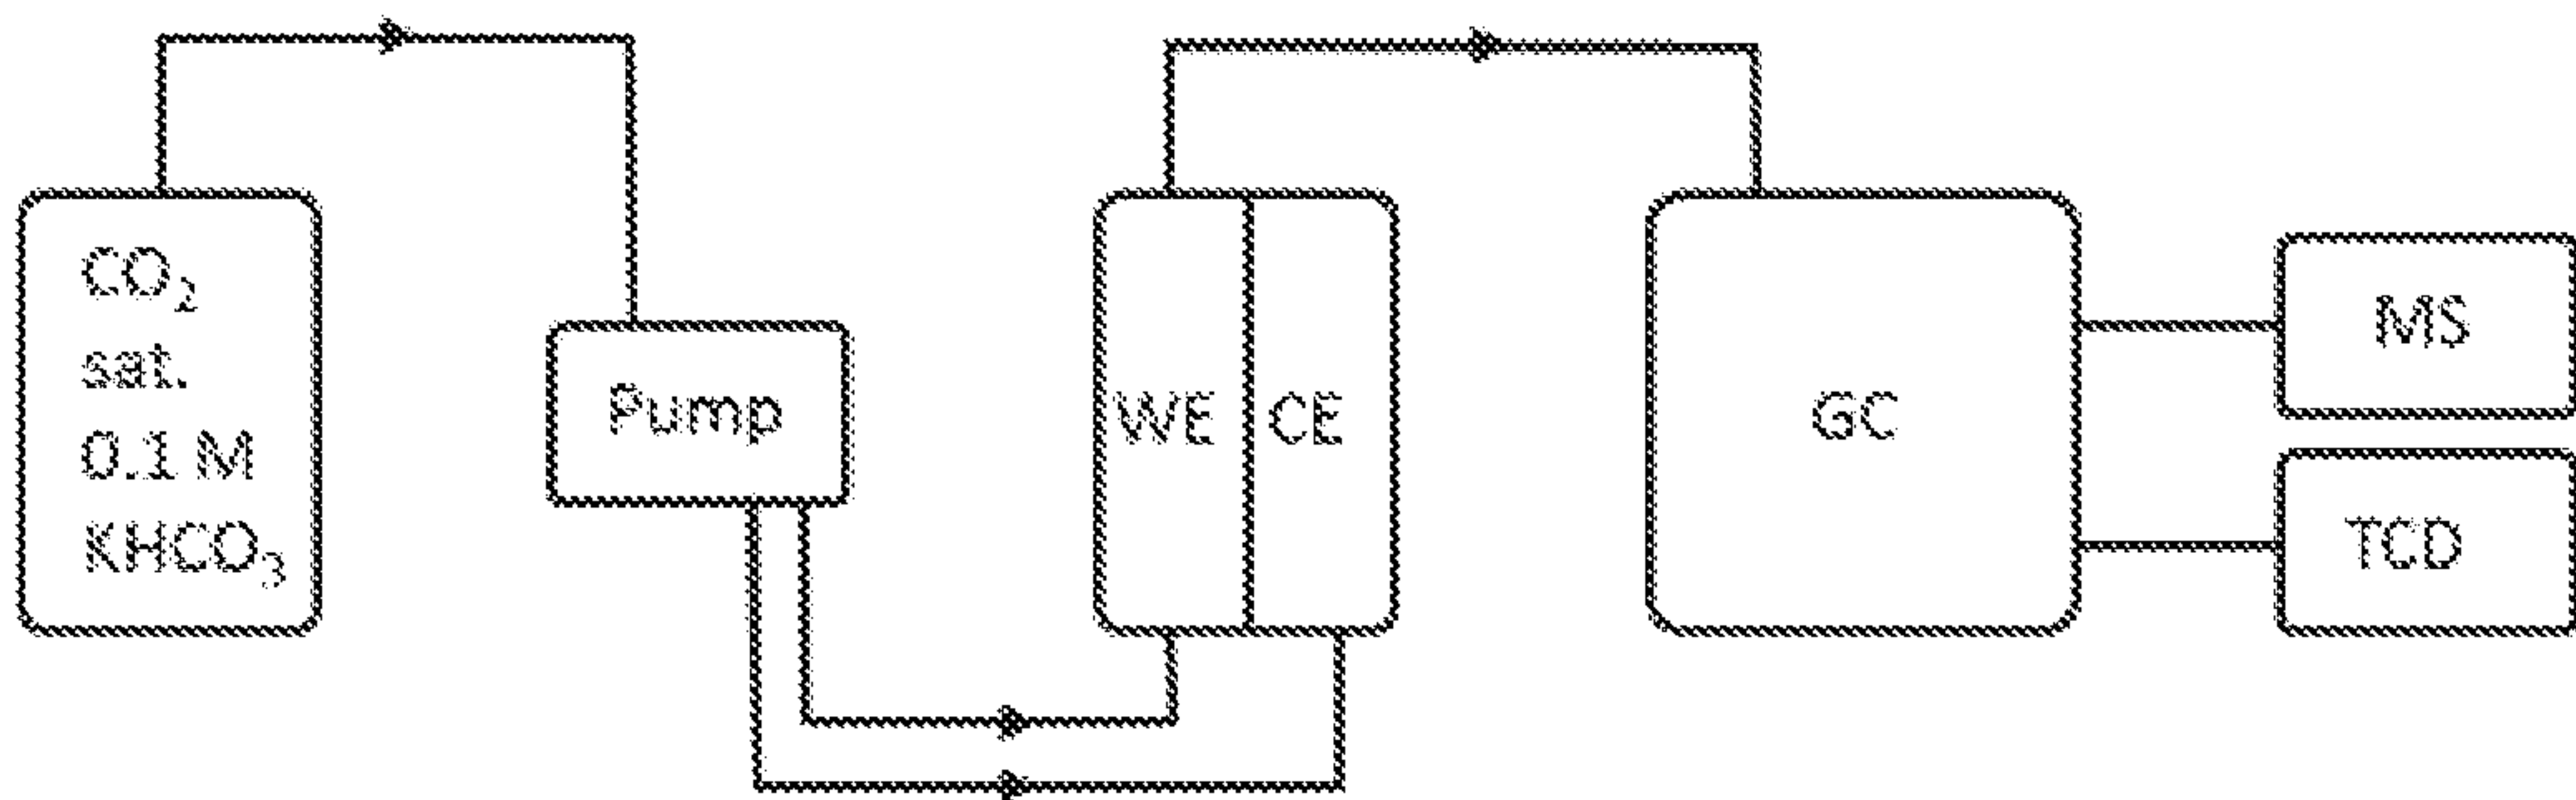 CO₂
sat.
0.1 M
KHCO₃
Pump
WE
CE
GC
MS
TCD